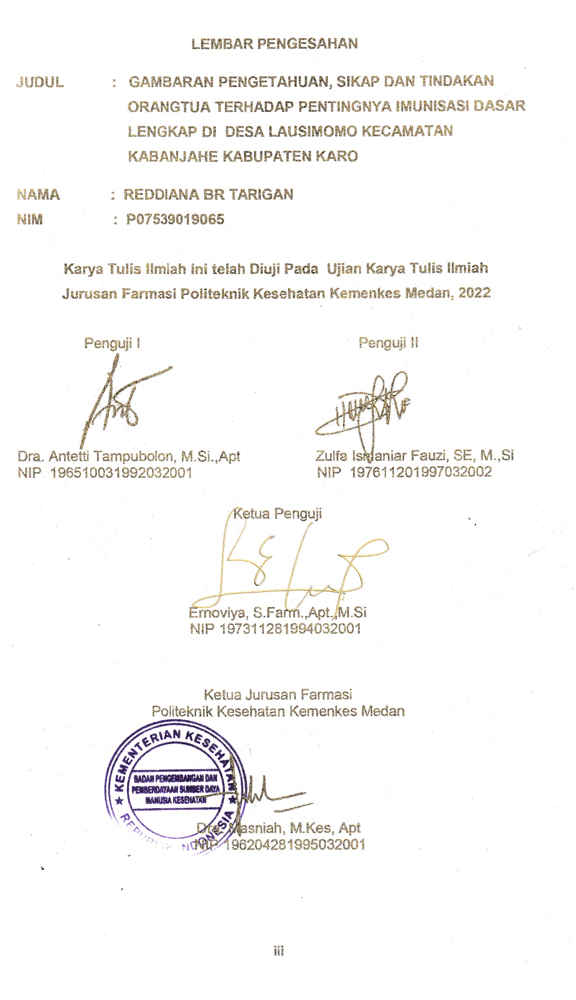 LEMBAR PENGESAHAN
JUDUL : GAMBARAN PENGETAHUAN, SIKAP DAN TINDAKAN
ORANGTUA TERHADAP PENTINGNYA IMUNISASI DASAR
LENGKAP DI DESA LAUSIMOMO KECAMATAN
KABANJAHE KABUPATEN KARO
NAMA : REDDIANA BR TARIGAN
NIM : P07539019065
Karya Tulis Ilmiah ini telah Diuji Pada Ujian Karya Tulis Ilmiah
Jurusan Farmasi Politeknik Kesehatan Kemenkes Medan, 2022
Penguji I
Dra. Antetti Tampubolon, M.Si.,Apt
NIP 196510031992032001
Penguji II
Zulfa Ismaniar Fauzi, SE, M.,Si
NIP 197611201997032002
Ketua Penguji
Ernoviya, S.Farm.,Apt.,M.Si
NIP 197311281994032001
Ketua Jurusan Farmasi
Politeknik Kesehatan Kemenkes Medan
KEMENTERIAN KESEHATAN
BADAN PENGEMBANGAN DAN
PEMBERDAYAAN SUMBER DAYA
MANUSIA KESEHATAN
REPUBLIK INDONESIA
Dra. Masniah, M.Kes, Apt
NIP 196204281995032001
iii